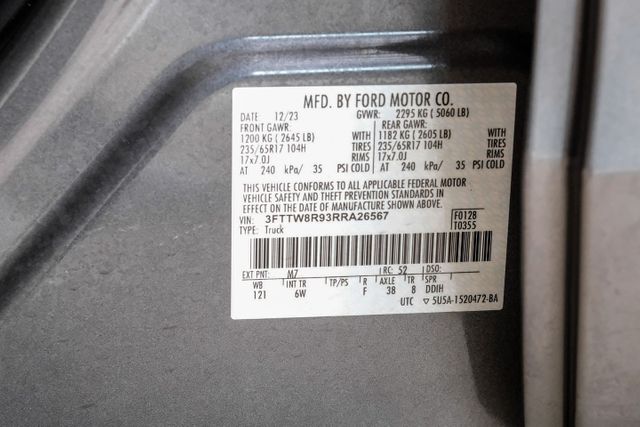 MFD. BY FORD MOTOR CO.
DATE 12/23 GVWR: 2295 KG ( 5060 LB)
FRONT GAWR: REAR GAWR:
1200 KG ( 2645 LB) WITH 1182 KG ( 2605 LB) WITH
235/65R17 104H TIRES 235/65R17 104H TIRES
17x7.0J RIMS 17x7.0J RIMS
AT 240 kPa/ 35 PSI COLD AT 240 kPa/ 35 PSI COLD
THIS VEHICLE CONFORMS TO ALL APPLICABLE FEDERAL MOTOR
VEHICLE SAFETY AND THEFT PREVENTION STANDARDS IN
EFFECT ON THE DATE OF MANUFACTURE SHOWN ABOVE.
VIN: 3FTTW8R93RRA26567 F0128
TYPE: Truck T0355
EXT PNT: M7 RC: 52 DSO:
WB INT TR TP/PS R AXLE TR SPR
121 6W F 38 8 DDIH
UTC ▽ 5U5A-1520472-BA